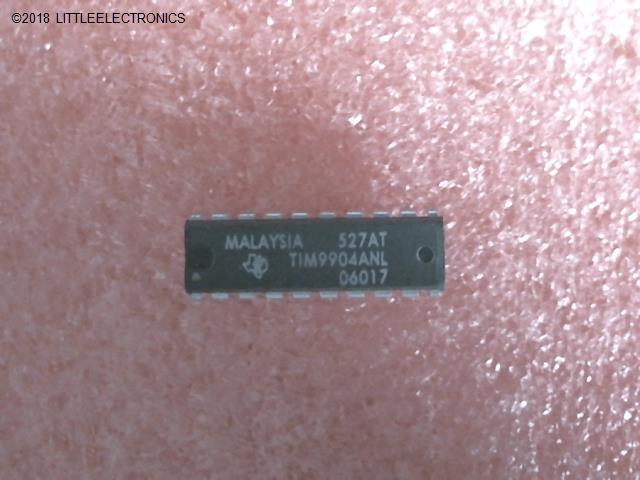 ©2018 LITTLEELECTRONICS
MALAYSIA 527AT
TIM9904ANL
06017